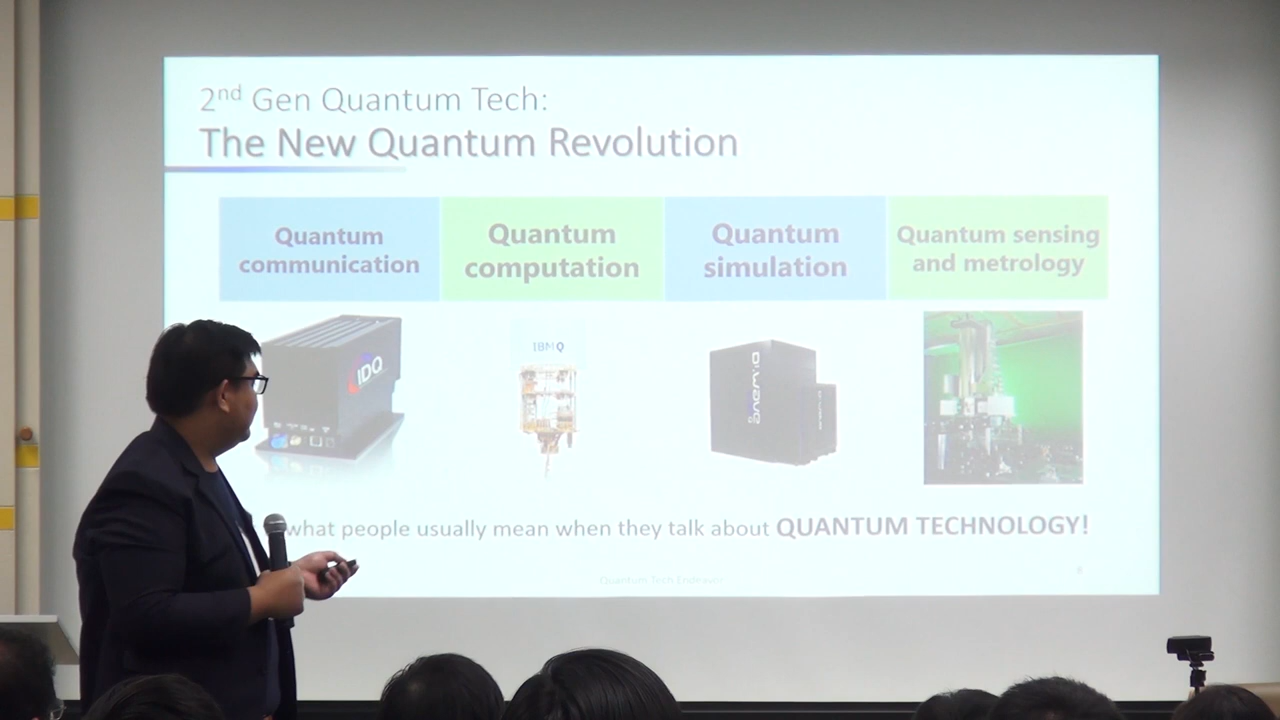 2nd Gen Quantum Tech:
The New Quantum Revolution
Quantum
communication
Quantum
computation
Quantum
simulation
Quantum sensing
and metrology
IDQ
IBM Q
D:WAVE
what people usually mean when they talk about QUANTUM TECHNOLOGY!
Quantum Tech Endeavor